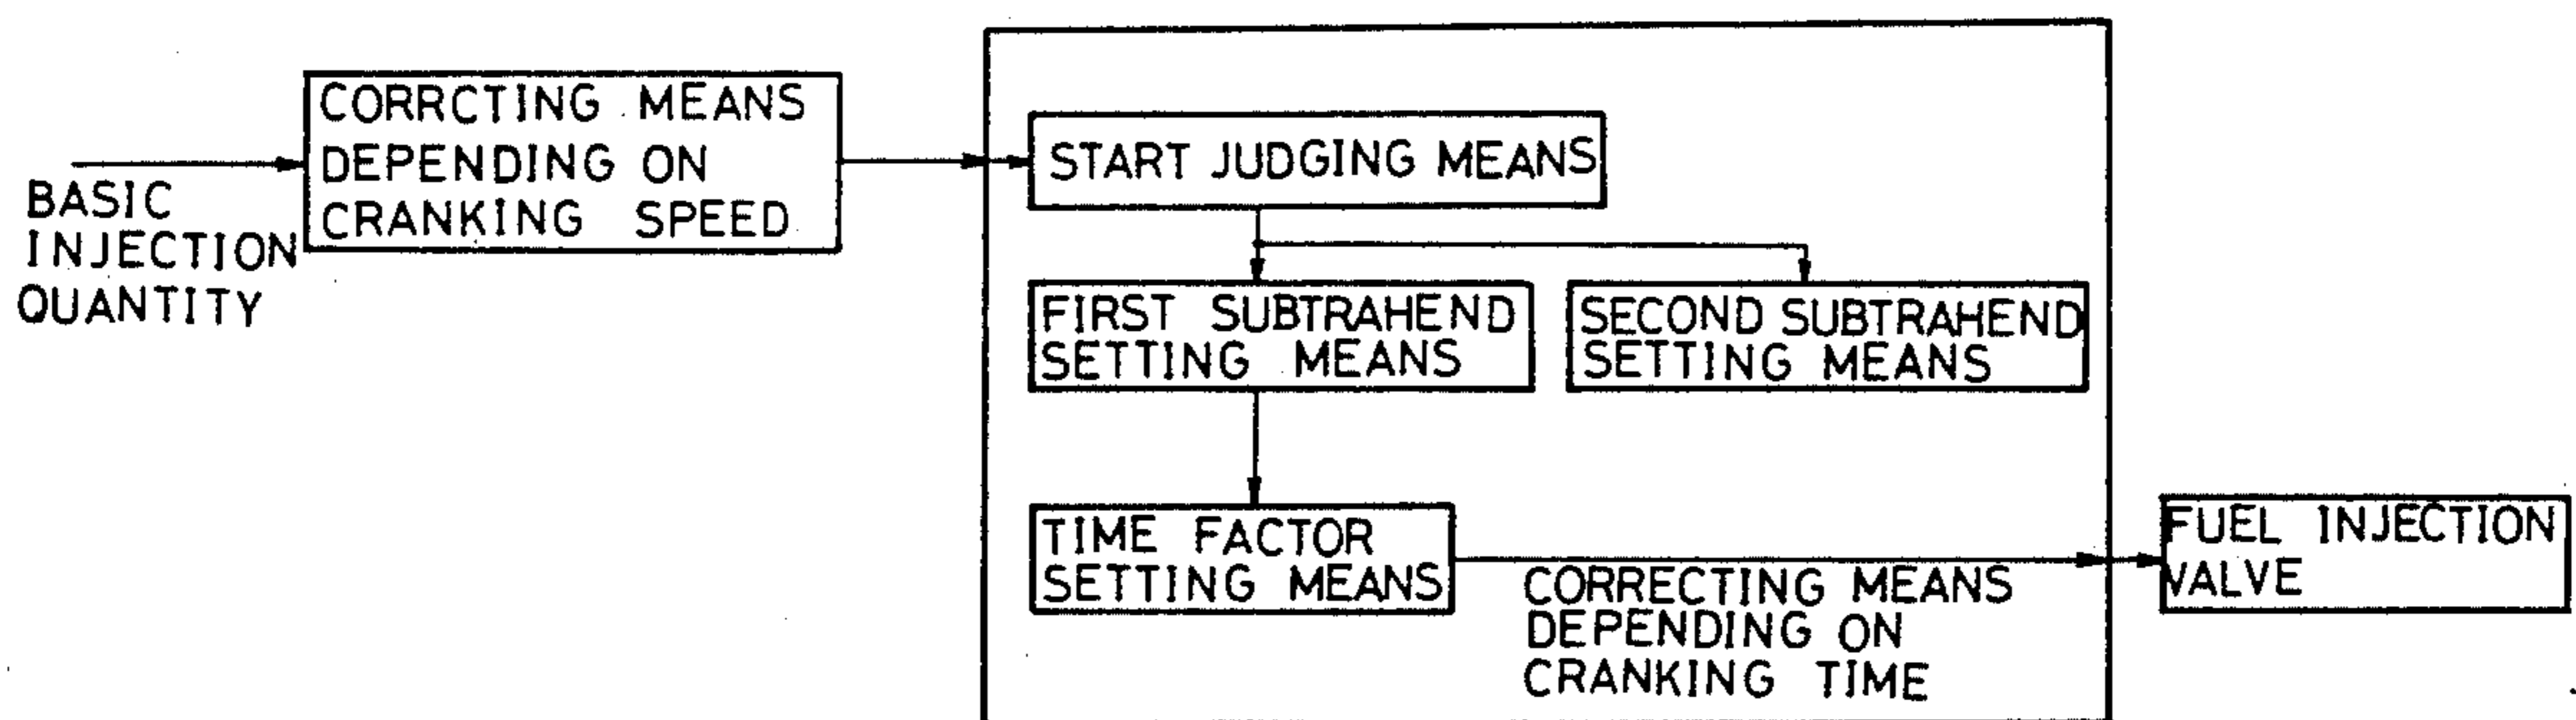 BASIC
INJECTION
QUANTITY
CORRCTING MEANS
DEPENDING ON
CRANKING SPEED
START JUDGING MEANS
FIRST SUBTRAHEND
SETTING MEANS
SECOND SUBTRAHEND
SETTING MEANS
TIME FACTOR
SETTING MEANS
CORRECTING MEANS
DEPENDING ON
CRANKING TIME
FUEL INJECTION
VALVE